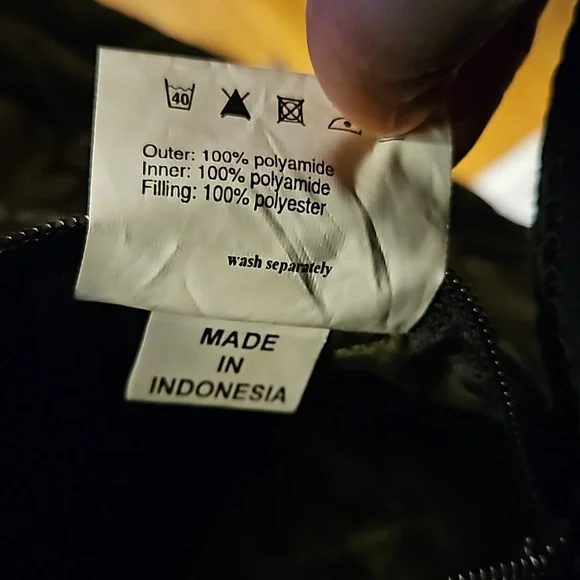 40
Outer: 100% polyamide
Inner: 100% polyamide
Filling: 100% polyester
wash separately
MADE
IN
INDONESIA